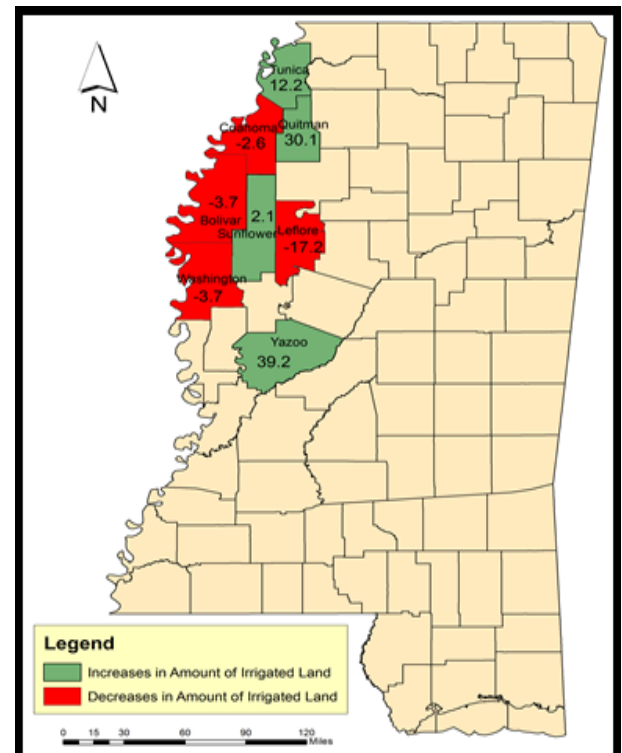 Tunica
12.2
N
Coahoma
Quitman
-2.6
30.1
-3.7
2.1
Bolivar
Leflore
Sunflower
-17.2
Washington
-3.7
Yazoo
39.2
Legend
Increases in Amount of Irrigated Land
Decreases in Amount of Irrigated Land
0 15 30 60 90 120
Miles